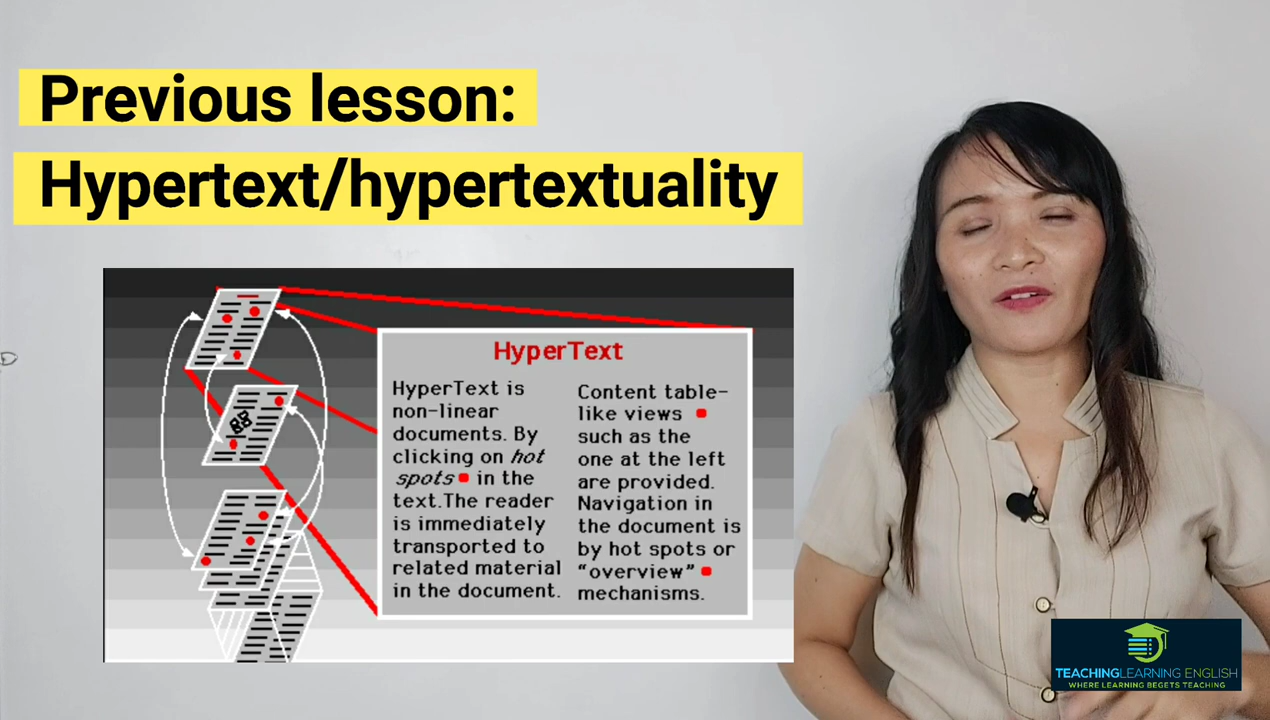 Previous lesson:
Hypertext/hypertextuality
HyperText
HyperText is
non-linear
documents. By
clicking on hot
spots in the
text.The reader
is immediately
transported to
related material
in the document.
Content table-
like views
such as the
one at the left
are provided.
Navigation in
the document is
by hot spots or
“overview”
mechanisms.
TEACHINGLEARNING ENGLISH
WHERE LEARNING BEGETS TEACHING